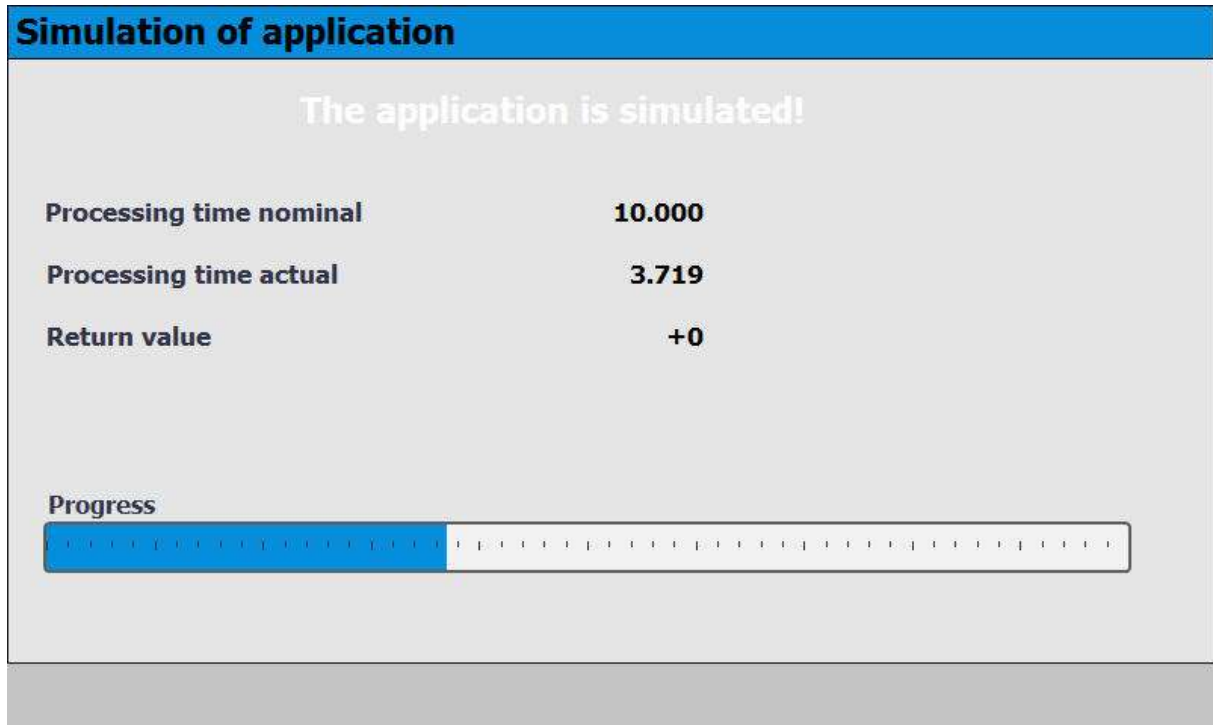 Simulation of application
The application is simulated!
Processing time nominal 10.000
Processing time actual 3.719
Return value +0
Progress